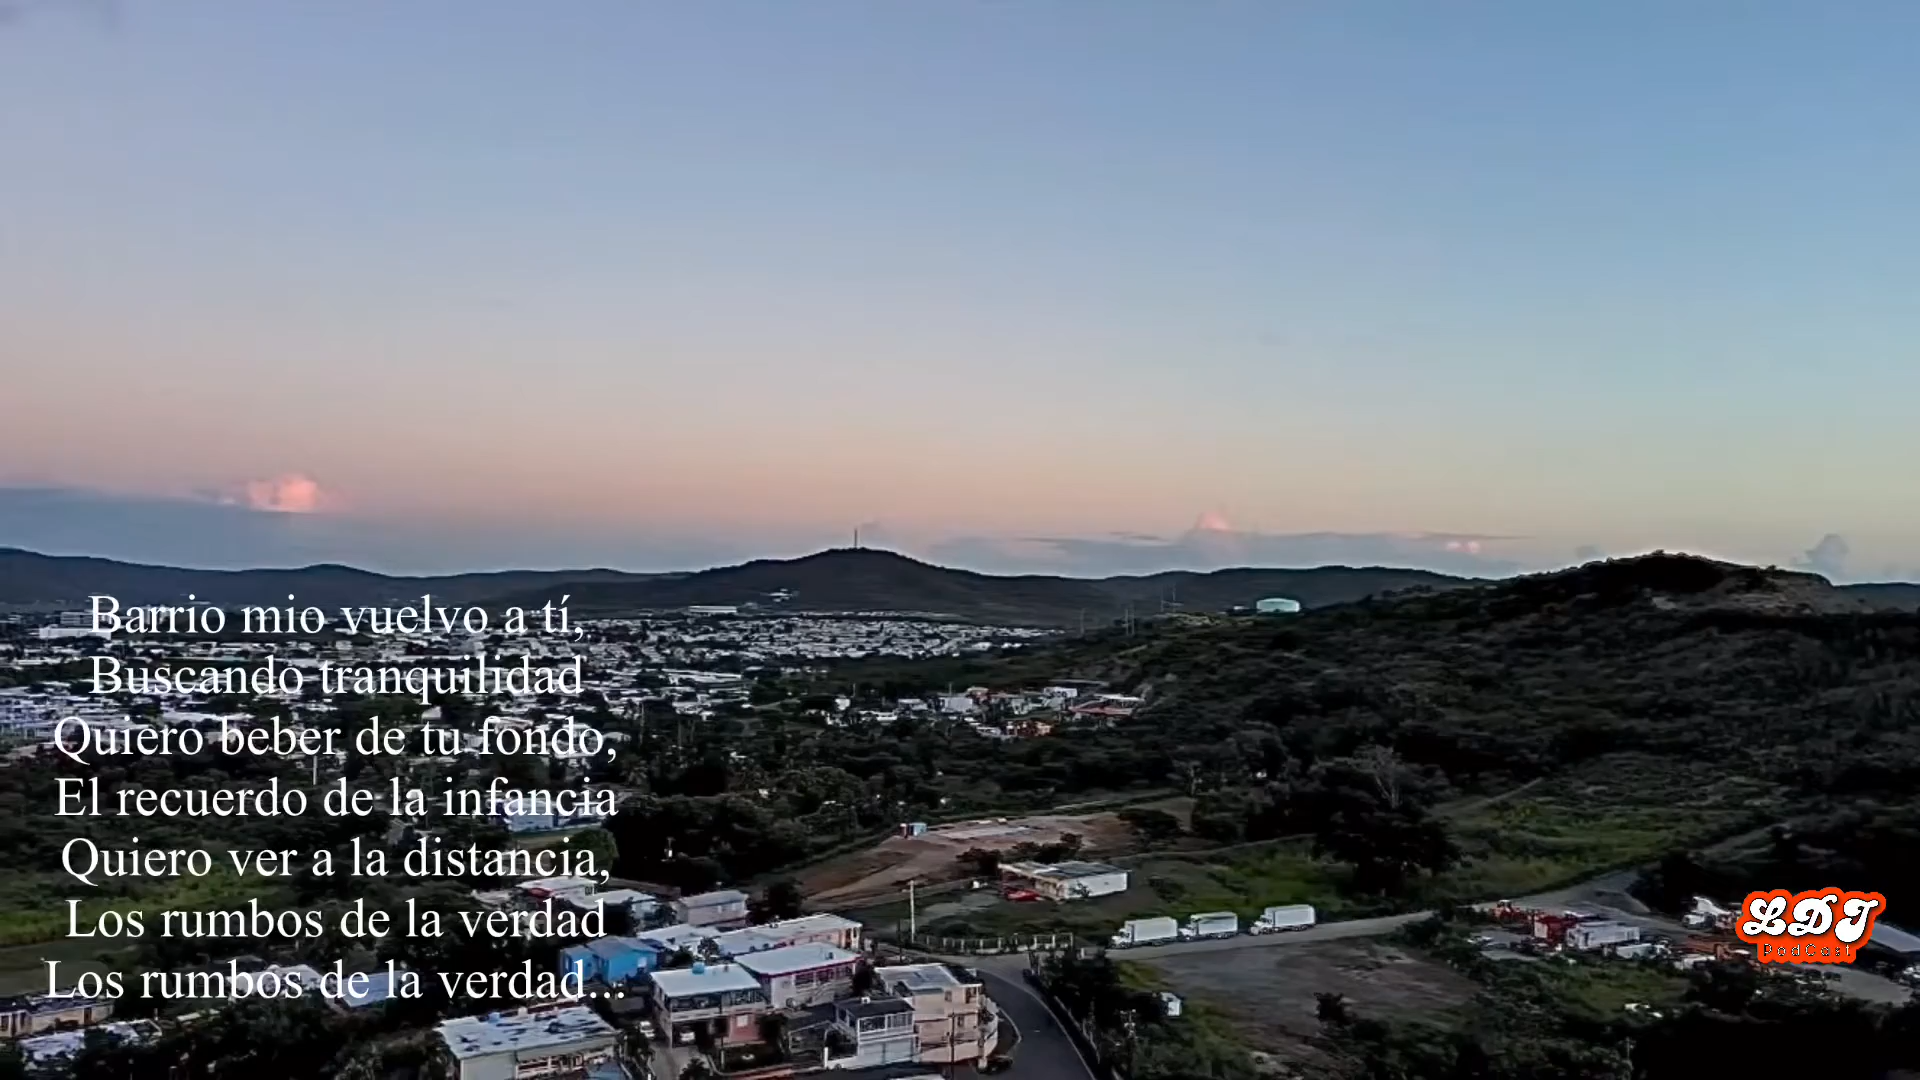 Barrio mio vuelvo a tí,
Buscando tranquilidad
Quiero beber de tu fondo,
El recuerdo de la infancia
Quiero ver a la distancia,
Los rumbos de la verdad
Los rumbos de la verdad...
LDT
PodCast